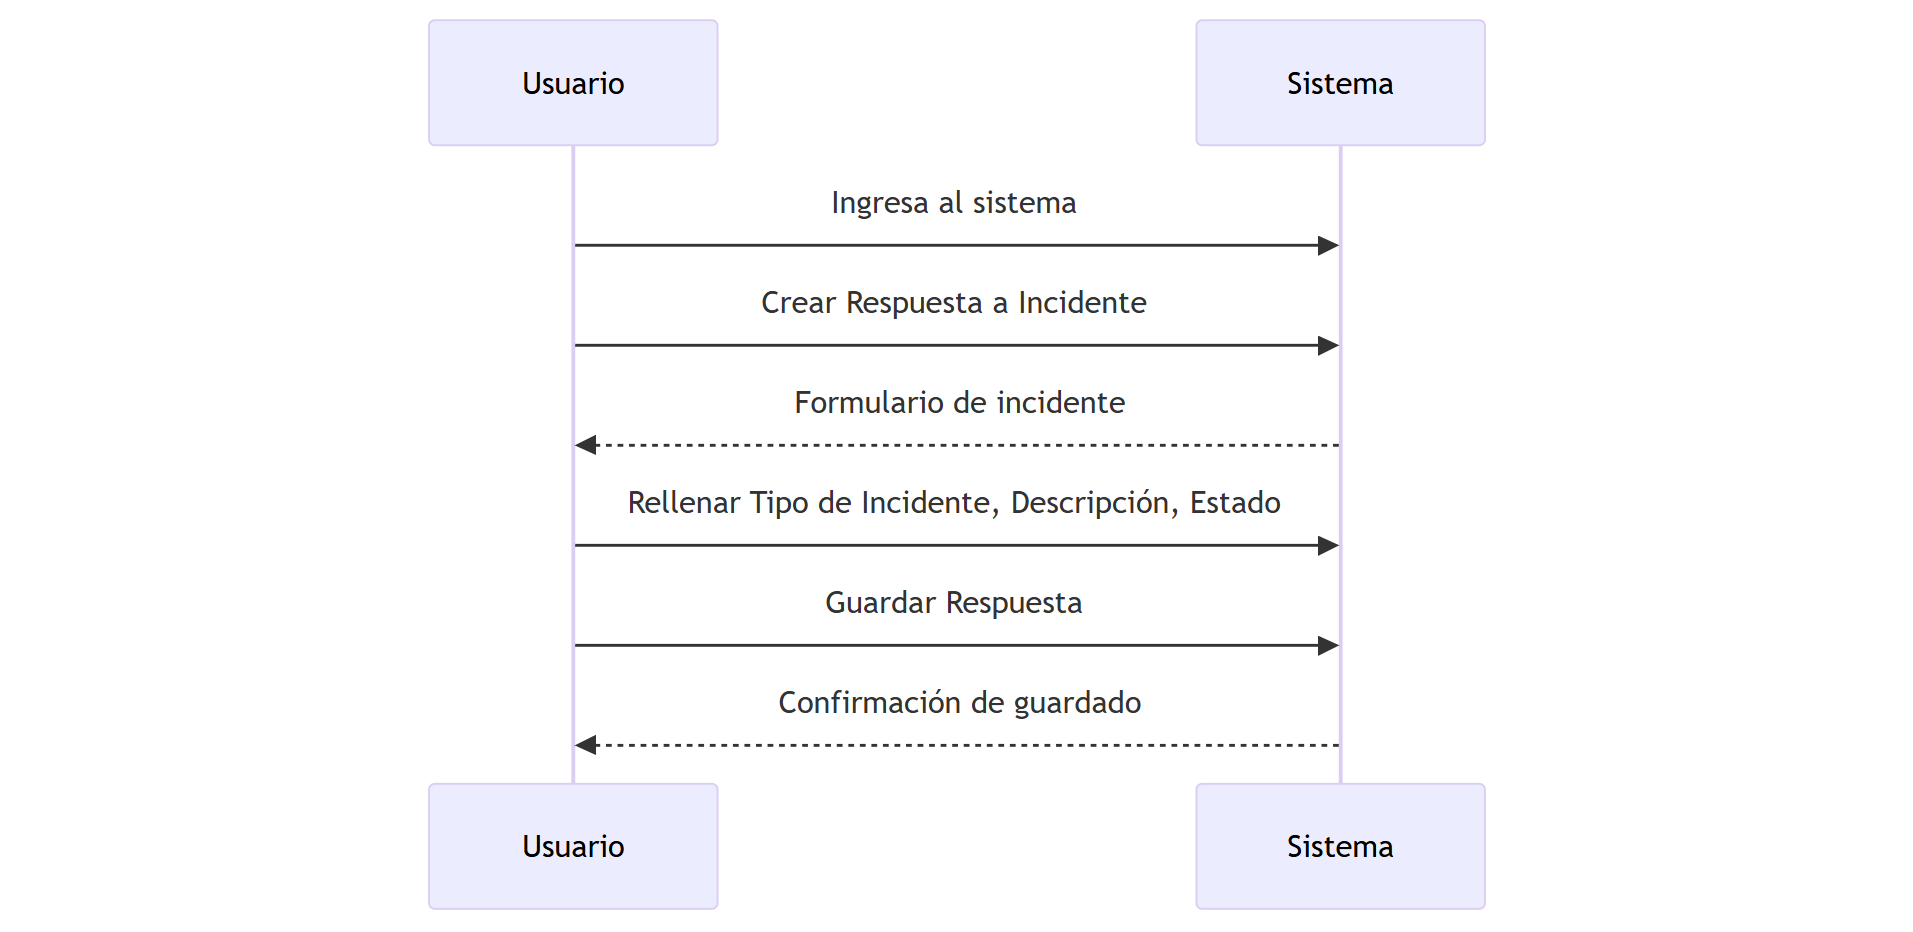 Usuario
Sistema
Ingresa al sistema
Crear Respuesta a Incidente
Formulario de incidente
Rellenar Tipo de Incidente, Descripción, Estado
Guardar Respuesta
Confirmación de guardado
Usuario
Sistema